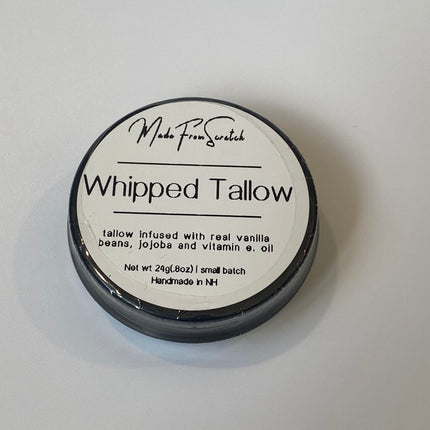 Made From Scratch
Whipped Tallow
tallow infused with real vanilla
beans, jojoba and vitamin e. oil
Net wt 24g(.8oz) | small batch
Handmade in NH